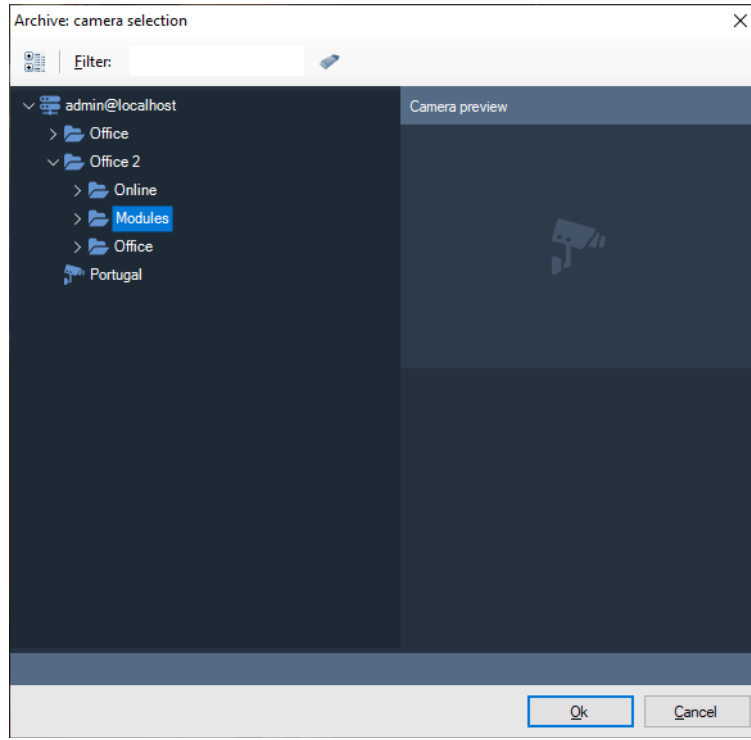 Archive: camera selection
Filter:
admin@localhost
Camera preview
Office
Office 2
Online
Modules
Office
Portugal
Ok
Cancel